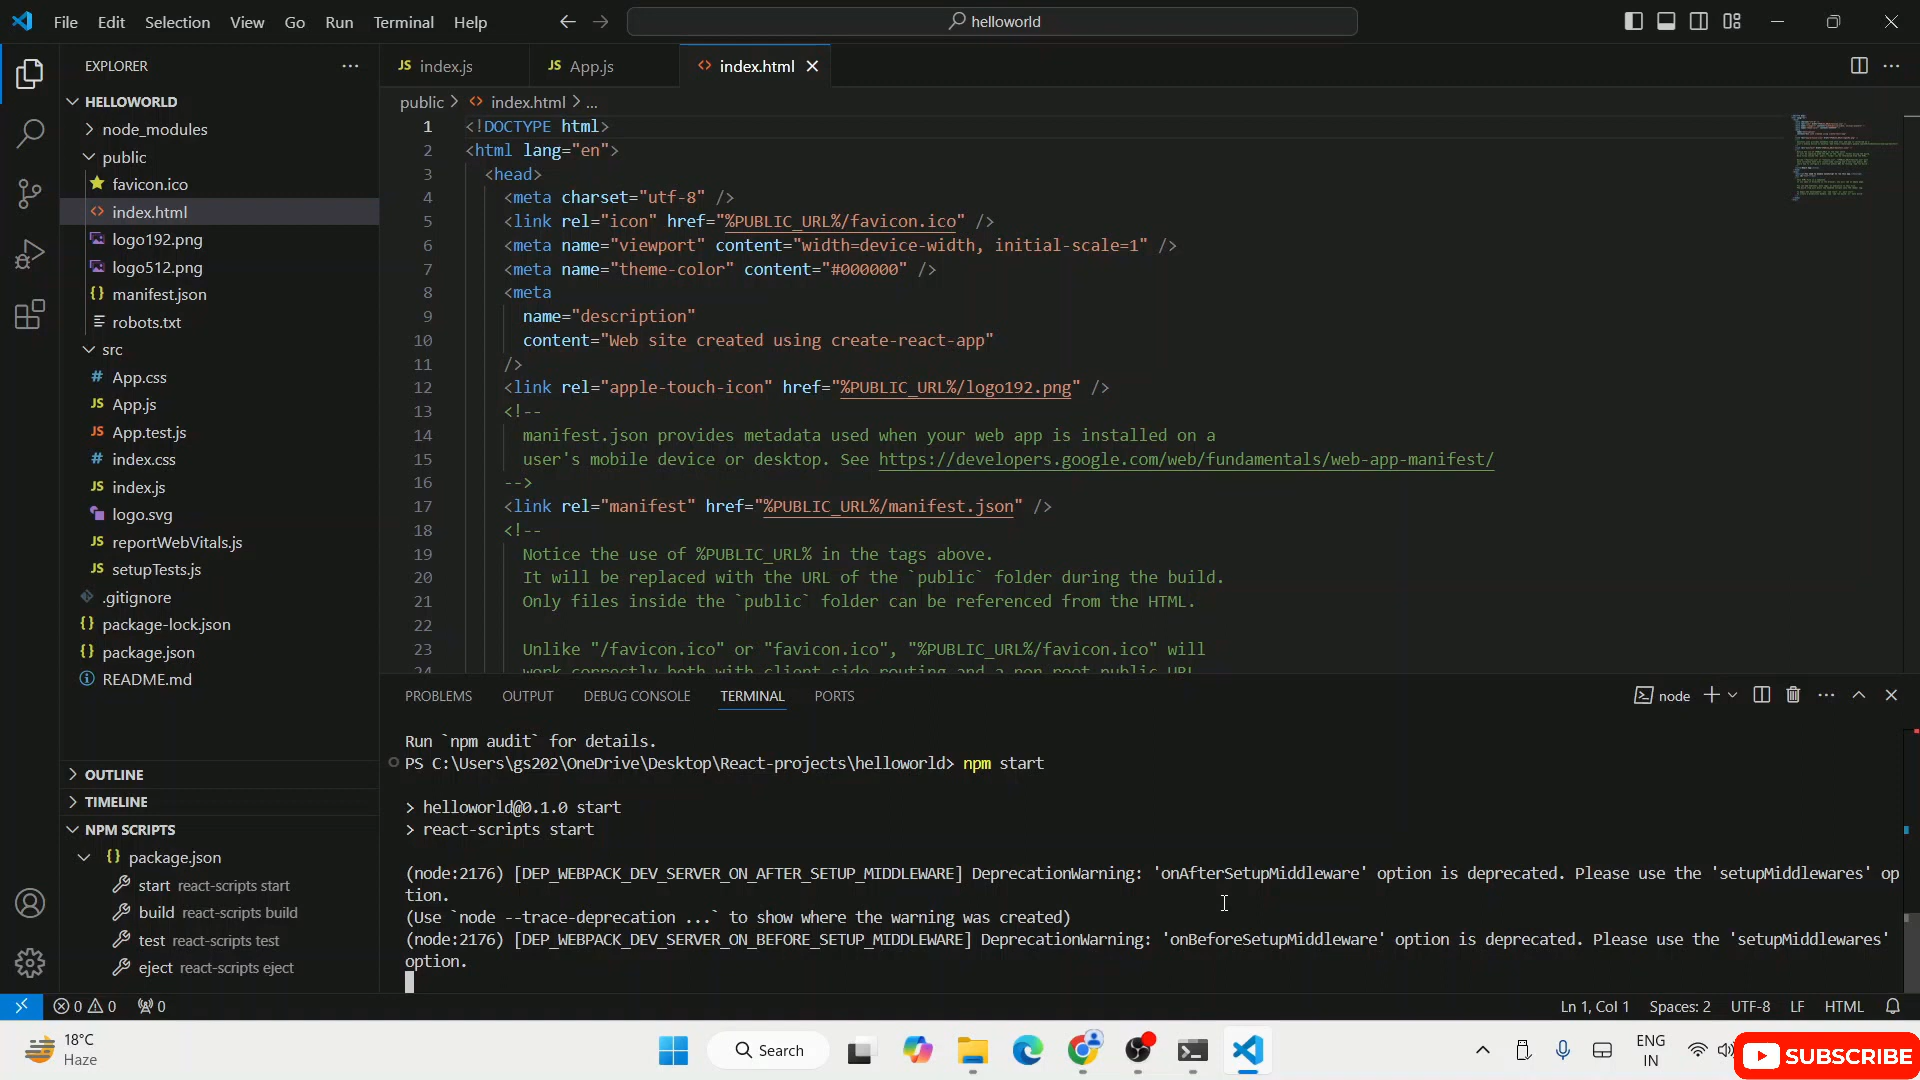 File Edit Selection View Go Run Terminal Help
helloworld
EXPLORER
HELLOWORLD
node_modules
public
favicon.ico
index.html
logo192.png
logo512.png
manifest.json
robots.txt
src
App.css
App.js
App.test.js
index.css
index.js
logo.svg
reportWebVitals.js
setupTests.js
.gitignore
package-lock.json
package.json
README.md
OUTLINE
TIMELINE
NPM SCRIPTS
package.json
start react-scripts start
build react-scripts build
test react-scripts test
eject react-scripts eject
JS index.js JS App.js <> index.html
public > <> index.html > ...
1 <!DOCTYPE html>
2 <html lang="en">
3 <head>
4 <meta charset="utf-8" />
5 <link rel="icon" href="%PUBLIC_URL%/favicon.ico" />
6 <meta name="viewport" content="width=device-width, initial-scale=1" />
7 <meta name="theme-color" content="#000000" />
8 <meta
9 name="description"
10 content="Web site created using create-react-app"
11 />
12 <link rel="apple-touch-icon" href="%PUBLIC_URL%/logo192.png" />
13 <!--
14 manifest.json provides metadata used when your web app is installed on a
15 user's mobile device or desktop. See https://developers.google.com/web/fundamentals/web-app-manifest/
16 -->
17 <link rel="manifest" href="%PUBLIC_URL%/manifest.json" />
18 <!--
19 Notice the use of %PUBLIC_URL% in the tags above.
20 It will be replaced with the URL of the `public` folder during the build.
21 Only files inside the `public` folder can be referenced from the HTML.
22
23 Unlike "/favicon.ico" or "favicon.ico", "%PUBLIC_URL%/favicon.ico" will
24 work correctly both with client-side routing and a non-root public URL.
PROBLEMS OUTPUT DEBUG CONSOLE TERMINAL PORTS
node
Run `npm audit` for details.
PS C:\Users\gs202\OneDrive\Desktop\React-projects\helloworld> npm start
> helloworld@0.1.0 start
> react-scripts start
(node:2176) [DEP_WEBPACK_DEV_SERVER_ON_AFTER_SETUP_MIDDLEWARE] DeprecationWarning: 'onAfterSetupMiddleware' option is deprecated. Please use the 'setupMiddlewares' op
tion.
(Use `node --trace-deprecation ...` to show where the warning was created)
(node:2176) [DEP_WEBPACK_DEV_SERVER_ON_BEFORE_SETUP_MIDDLEWARE] DeprecationWarning: 'onBeforeSetupMiddleware' option is deprecated. Please use the 'setupMiddlewares'
option.
0 0 0 Ln 1, Col 1 Spaces: 2 UTF-8 LF HTML
18°C
Haze
Search
ENG
IN
SUBSCRIBE